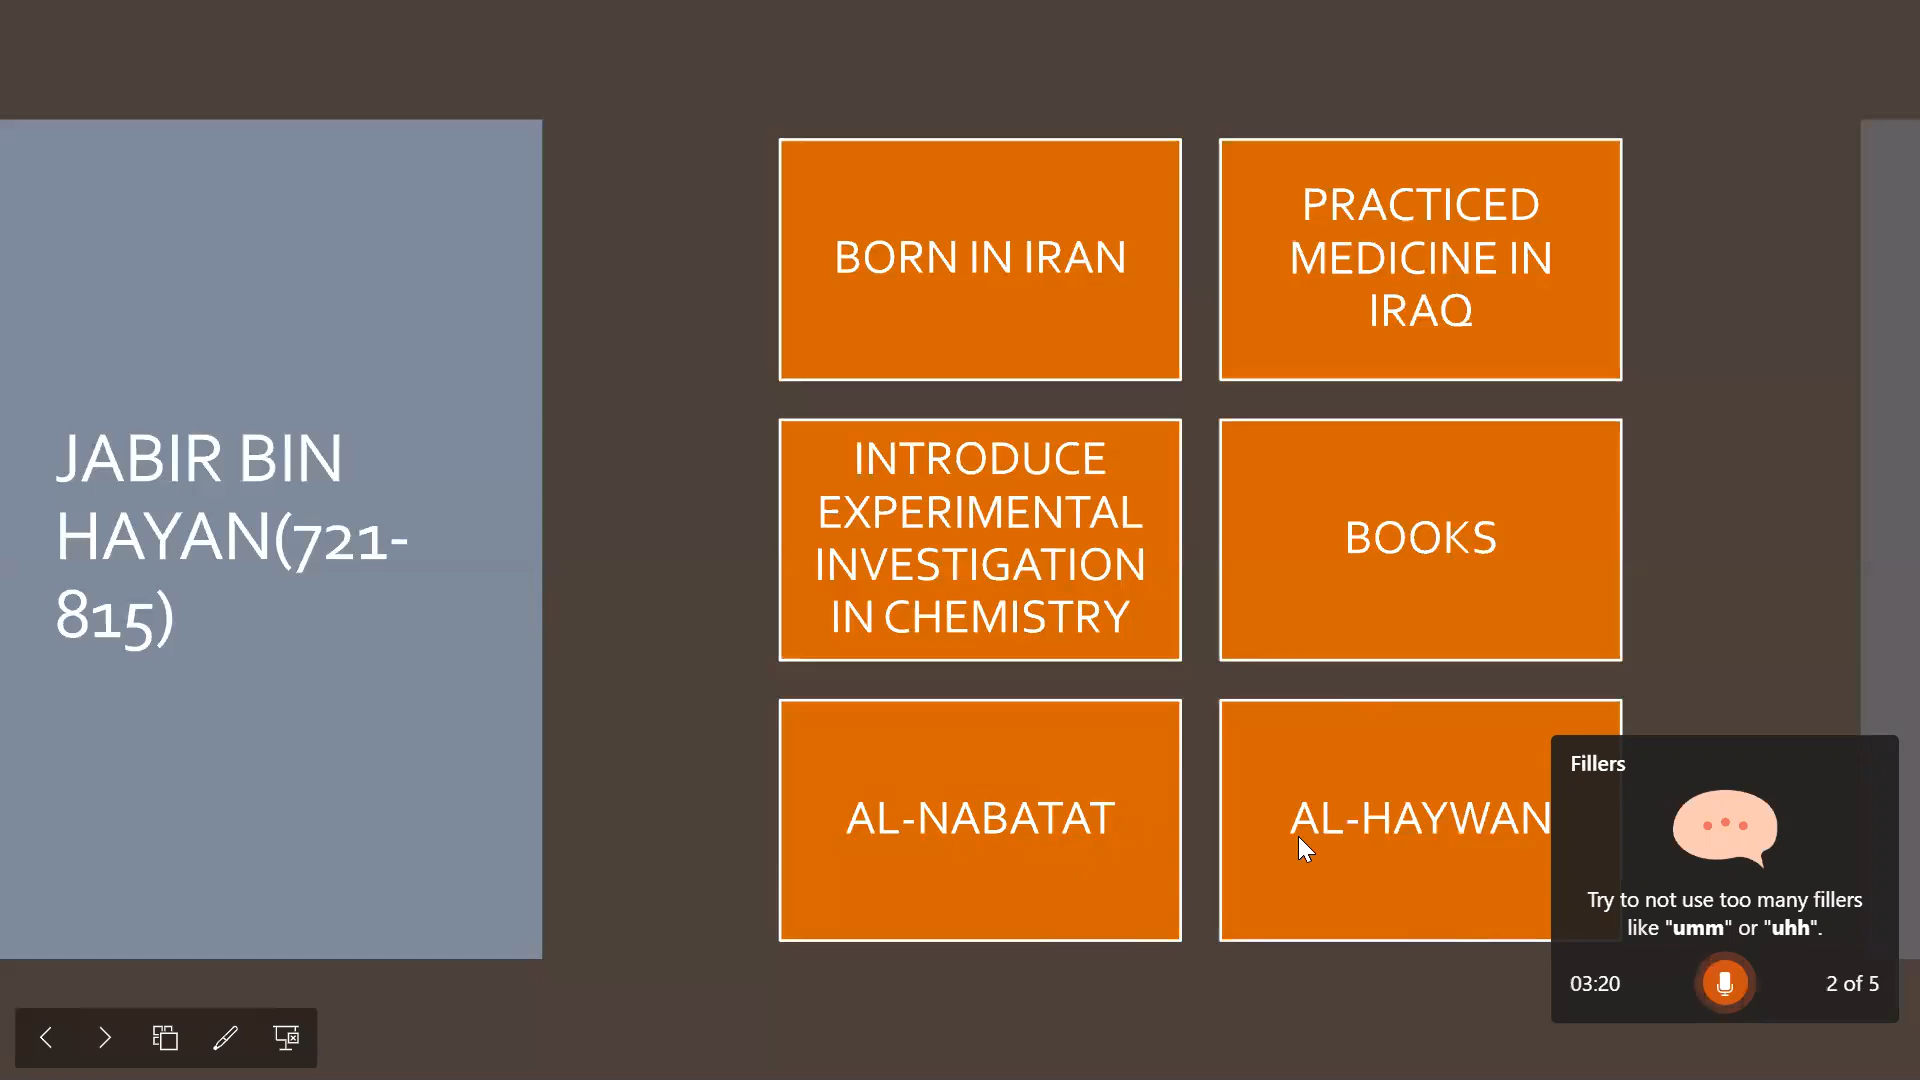 JABIR BIN
HAYAN(721-
815)
BORN IN IRAN
PRACTICED
MEDICINE IN
IRAQ
INTRODUCE
EXPERIMENTAL
INVESTIGATION
IN CHEMISTRY
BOOKS
AL-NABATAT
AL-HAYWAN
Fillers
Try to not use too many fillers
like "umm" or "uhh".
03:20
2 of 5